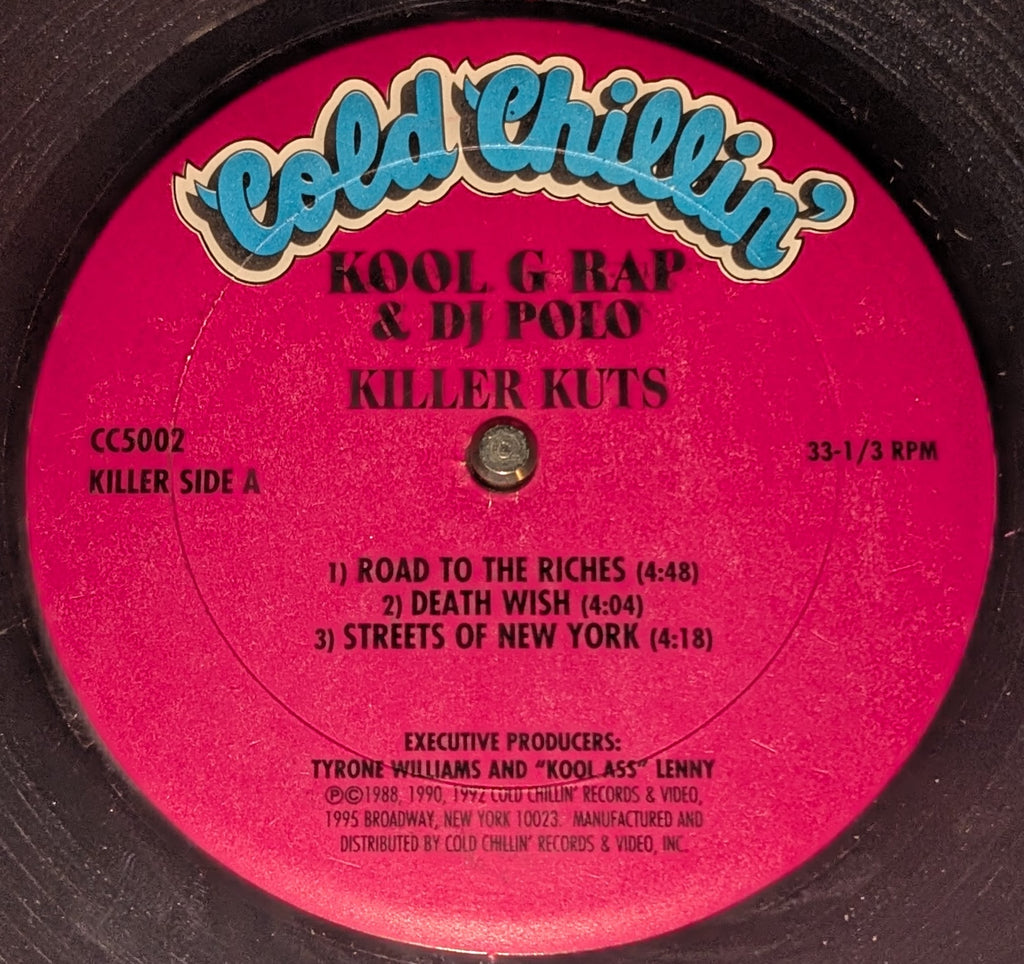 Cold Chillin'
KOOL G RAP
& DJ POLO
KILLER KUTS
CC5002
KILLER SIDE A
33-1/3 RPM
1) ROAD TO THE RICHES (4:48)
2) DEATH WISH (4:04)
3) STREETS OF NEW YORK (4:18)
EXECUTIVE PRODUCERS:
TYRONE WILLIAMS AND "KOOL ASS" LENNY
℗©1988, 1990, 1992 COLD CHILLIN' RECORDS & VIDEO,
1995 BROADWAY, NEW YORK 10023. MANUFACTURED AND
DISTRIBUTED BY COLD CHILLIN' RECORDS & VIDEO, INC.